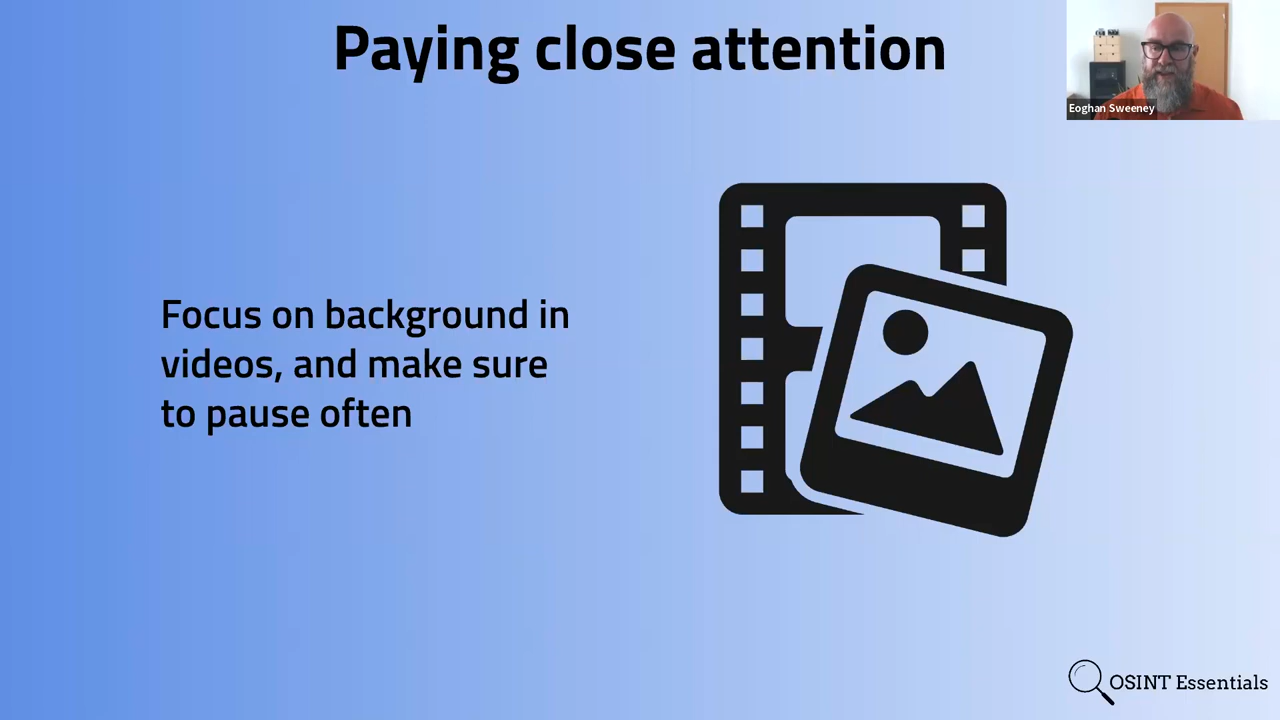 Paying close attention
Eoghan Sweeney
Focus on background in
videos, and make sure
to pause often
OSINT Essentials